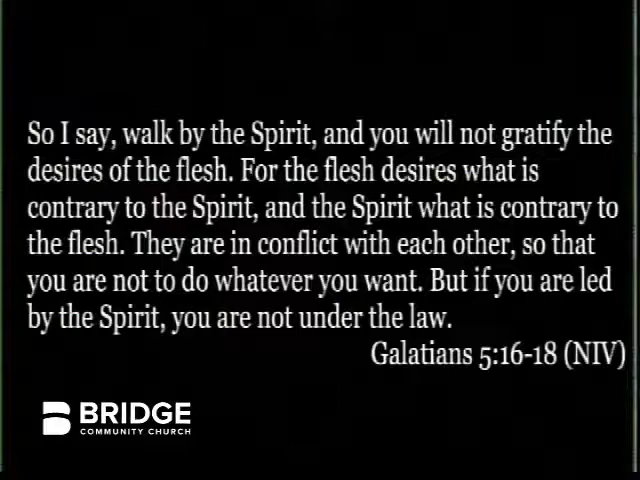 So I say, walk by the Spirit, and you will not gratify the
desires of the flesh. For the flesh desires what is
contrary to the Spirit, and the Spirit what is contrary to
the flesh. They are in conflict with each other, so that
you are not to do whatever you want. But if you are led
by the Spirit, you are not under the law.
Galatians 5:16-18 (NIV)
BRIDGE
COMMUNITY CHURCH